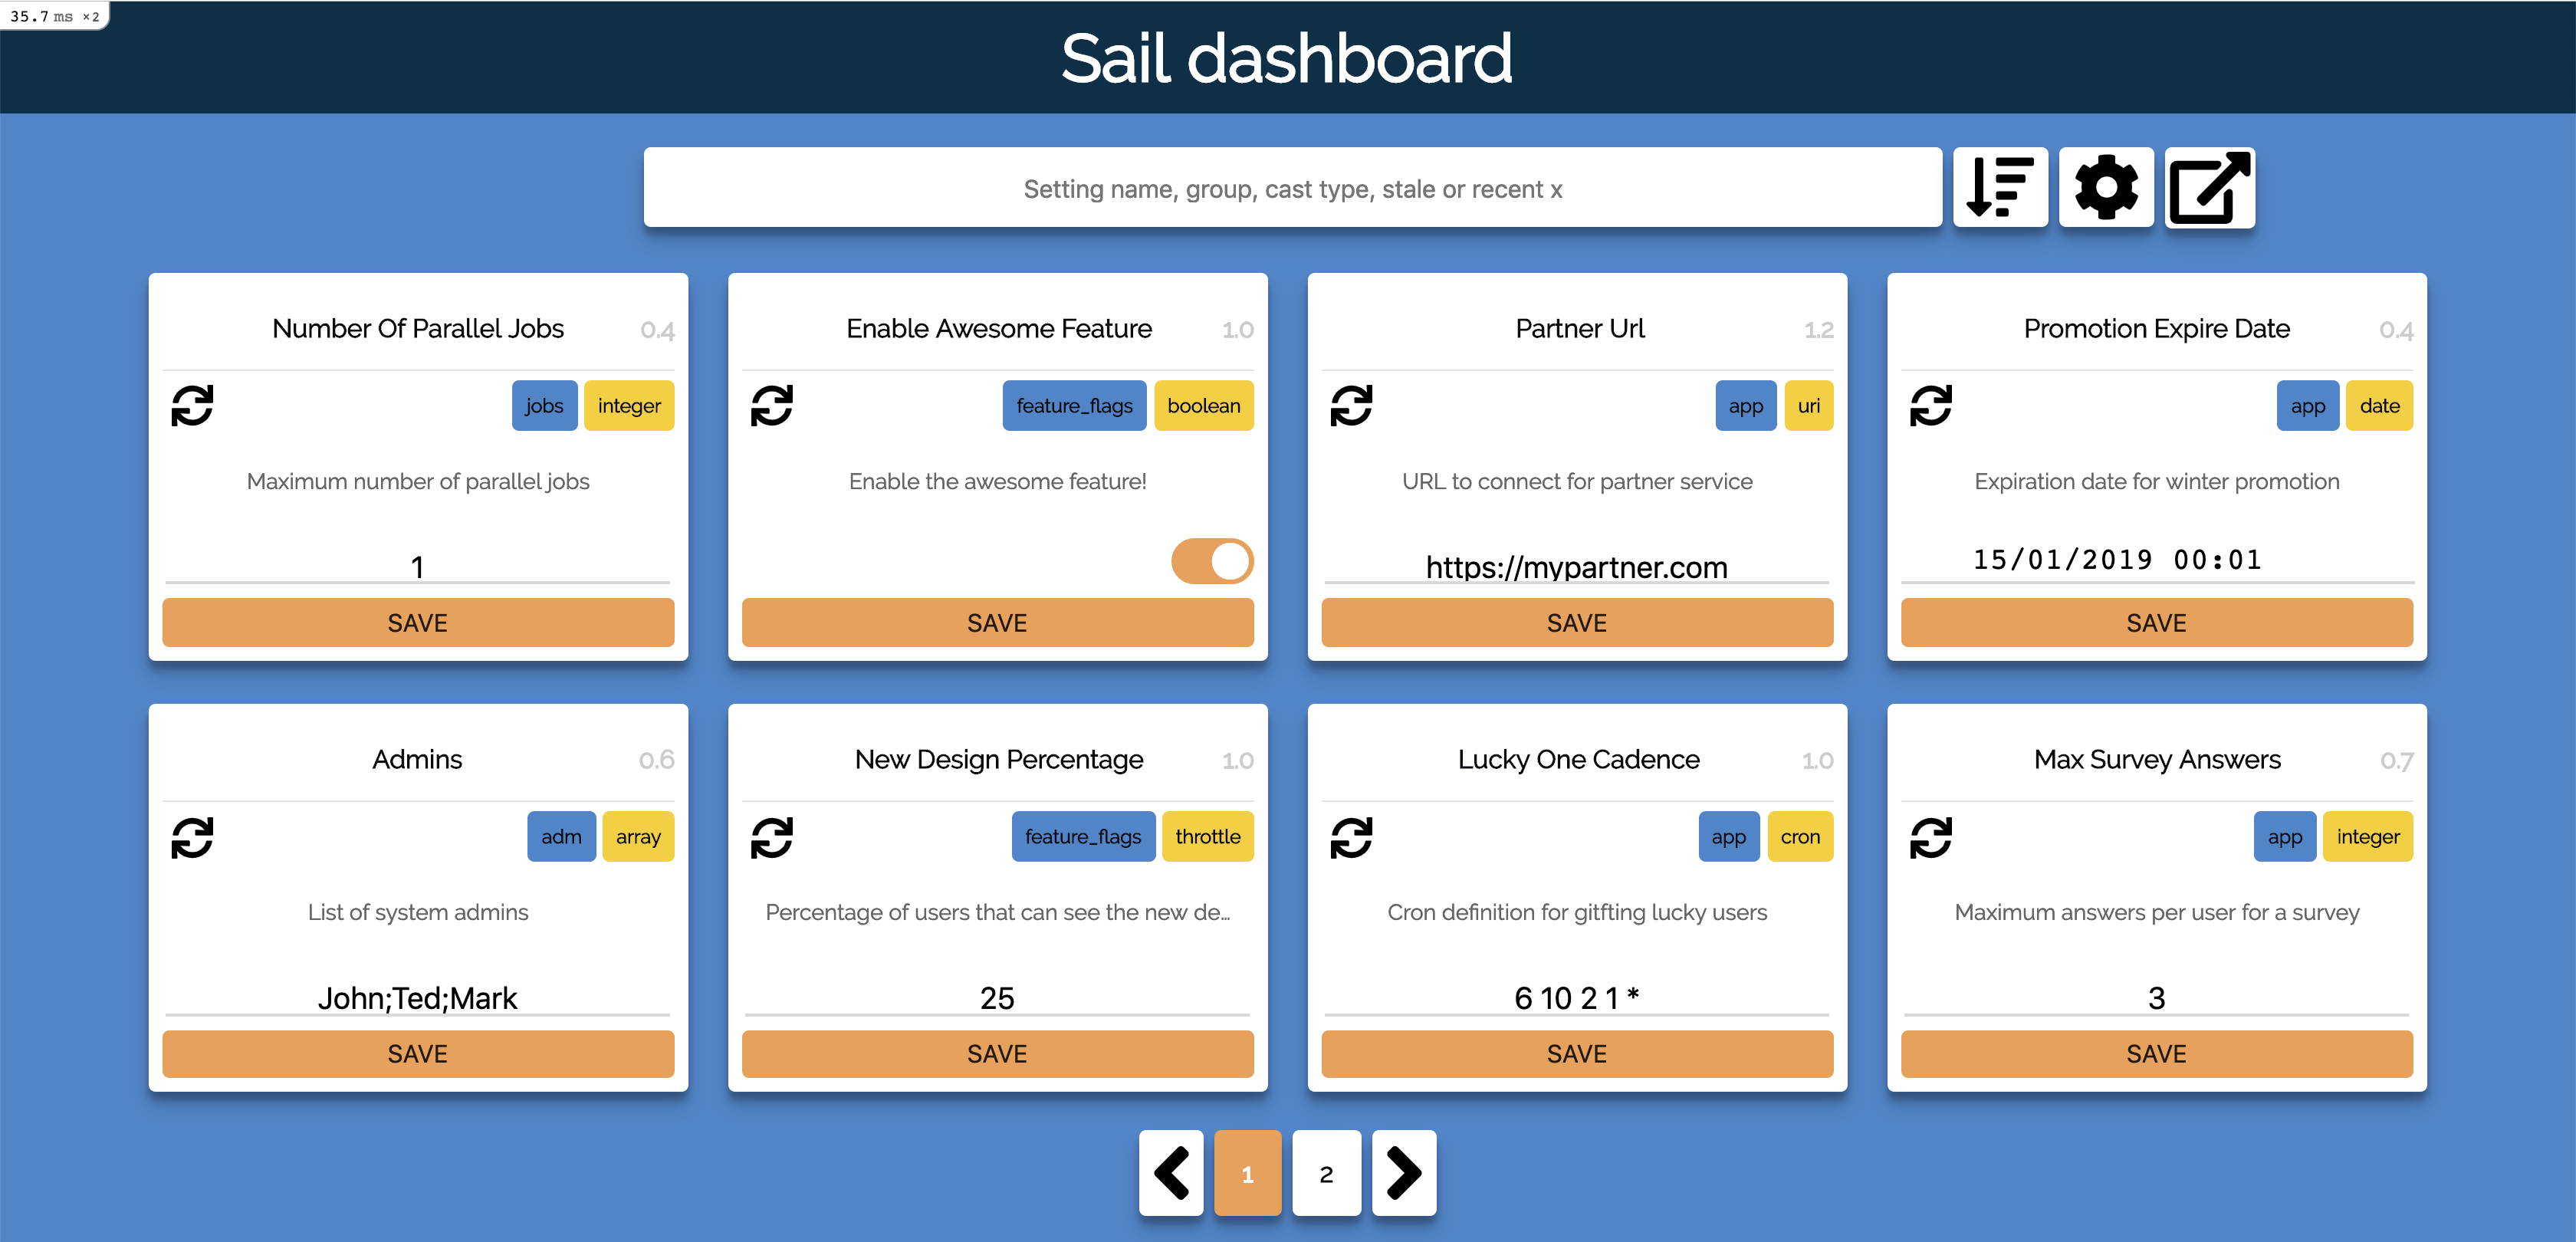 35.7 ms ×2
Sail dashboard
Setting name, group, cast type, stale or recent x
Number Of Parallel Jobs 0.4
jobs integer
Maximum number of parallel jobs
1
SAVE
Enable Awesome Feature 1.0
feature_flags boolean
Enable the awesome feature!
SAVE
Partner Url 1.2
app uri
URL to connect for partner service
https://mypartner.com
SAVE
Promotion Expire Date 0.4
app date
Expiration date for winter promotion
15/01/2019 00:01
SAVE
Admins 0.6
adm array
List of system admins
John;Ted;Mark
SAVE
New Design Percentage 1.0
feature_flags throttle
Percentage of users that can see the new de...
25
SAVE
Lucky One Cadence 1.0
app cron
Cron definition for gitfting lucky users
6 10 2 1 *
SAVE
Max Survey Answers 0.7
app integer
Maximum answers per user for a survey
3
SAVE
1 2